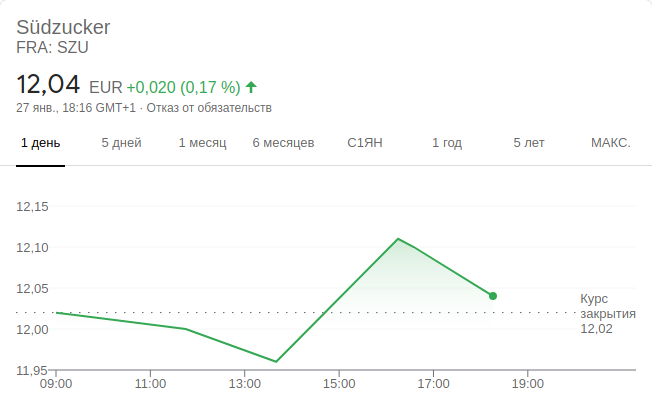 Südzucker
FRA: SZU
12,04 EUR +0,020 (0,17 %)
27 янв., 18:16 GMT+1 · Отказ от обязательств
1 день 5 дней 1 месяц 6 месяцев С1ЯН 1 год 5 лет МАКС.
12,15
12,10
12,05
12,00
11,95
Курс
закрытия
12,02
09:00 11:00 13:00 15:00 17:00 19:00